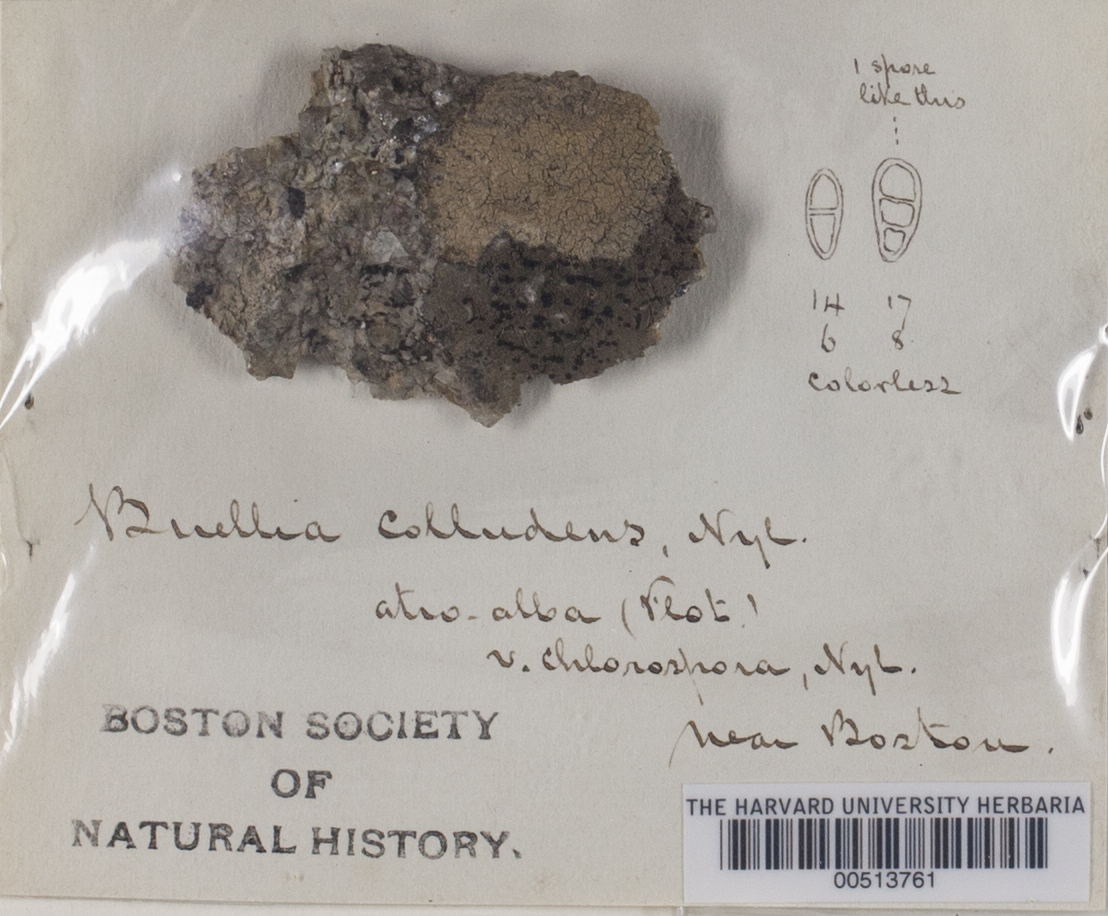 1 spore
like this
14 17
6 8
colorless
Buellia colludens, Nyl.
atro-alba (Flot!
v. chlorospora, Nyl.
near Boston.
BOSTON SOCIETY
OF
NATURAL HISTORY.
THE HARVARD UNIVERSITY HERBARIA
00513761